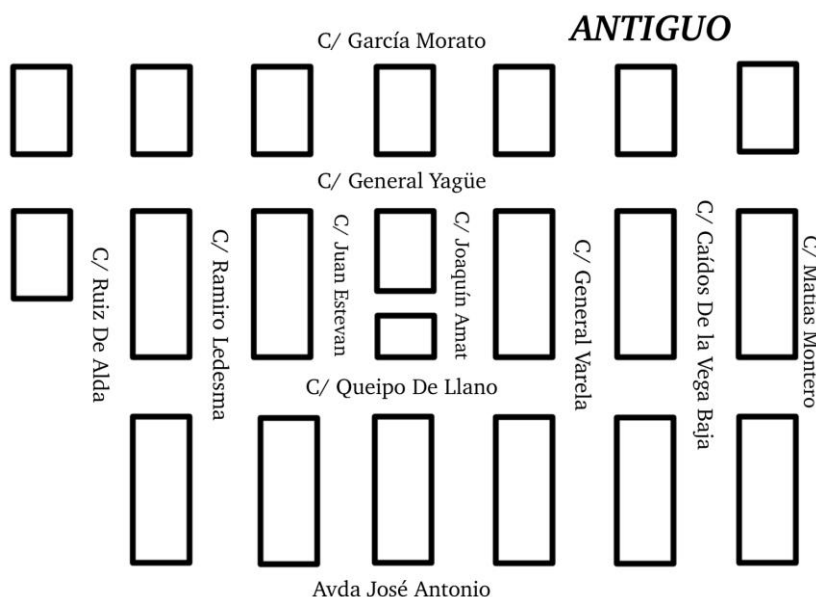 ANTIGUO
C/ García Morato
C/ General Yagüe
C/ Ruiz De Alda
C/ Ramiro Ledesma
C/ Juan Estevan
C/ Joaquín Amat
C/ General Varela
C/ Caídos De la Vega Baja
C/ Matías Montero
C/ Queipo De Llano
Avda José Antonio